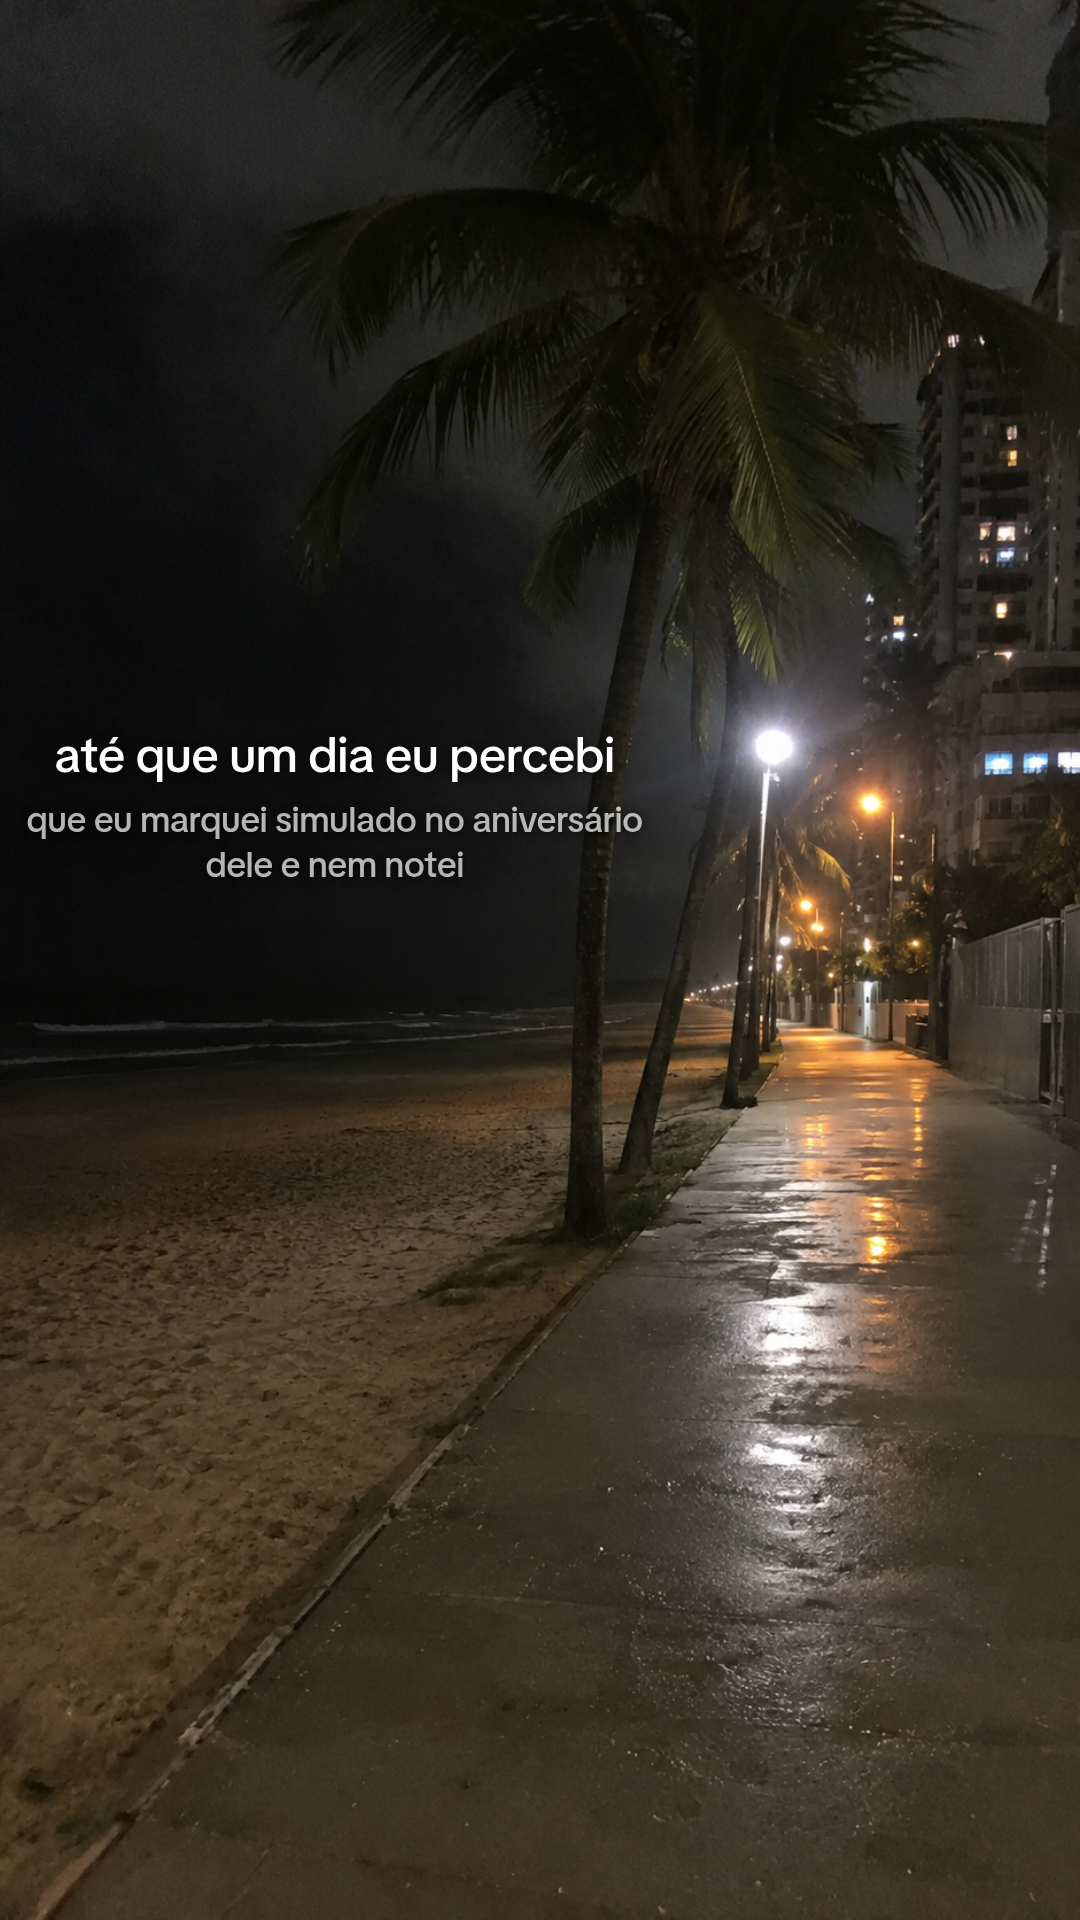 até que um dia eu percebi
que eu marquei simulado no aniversário
dele e nem notei